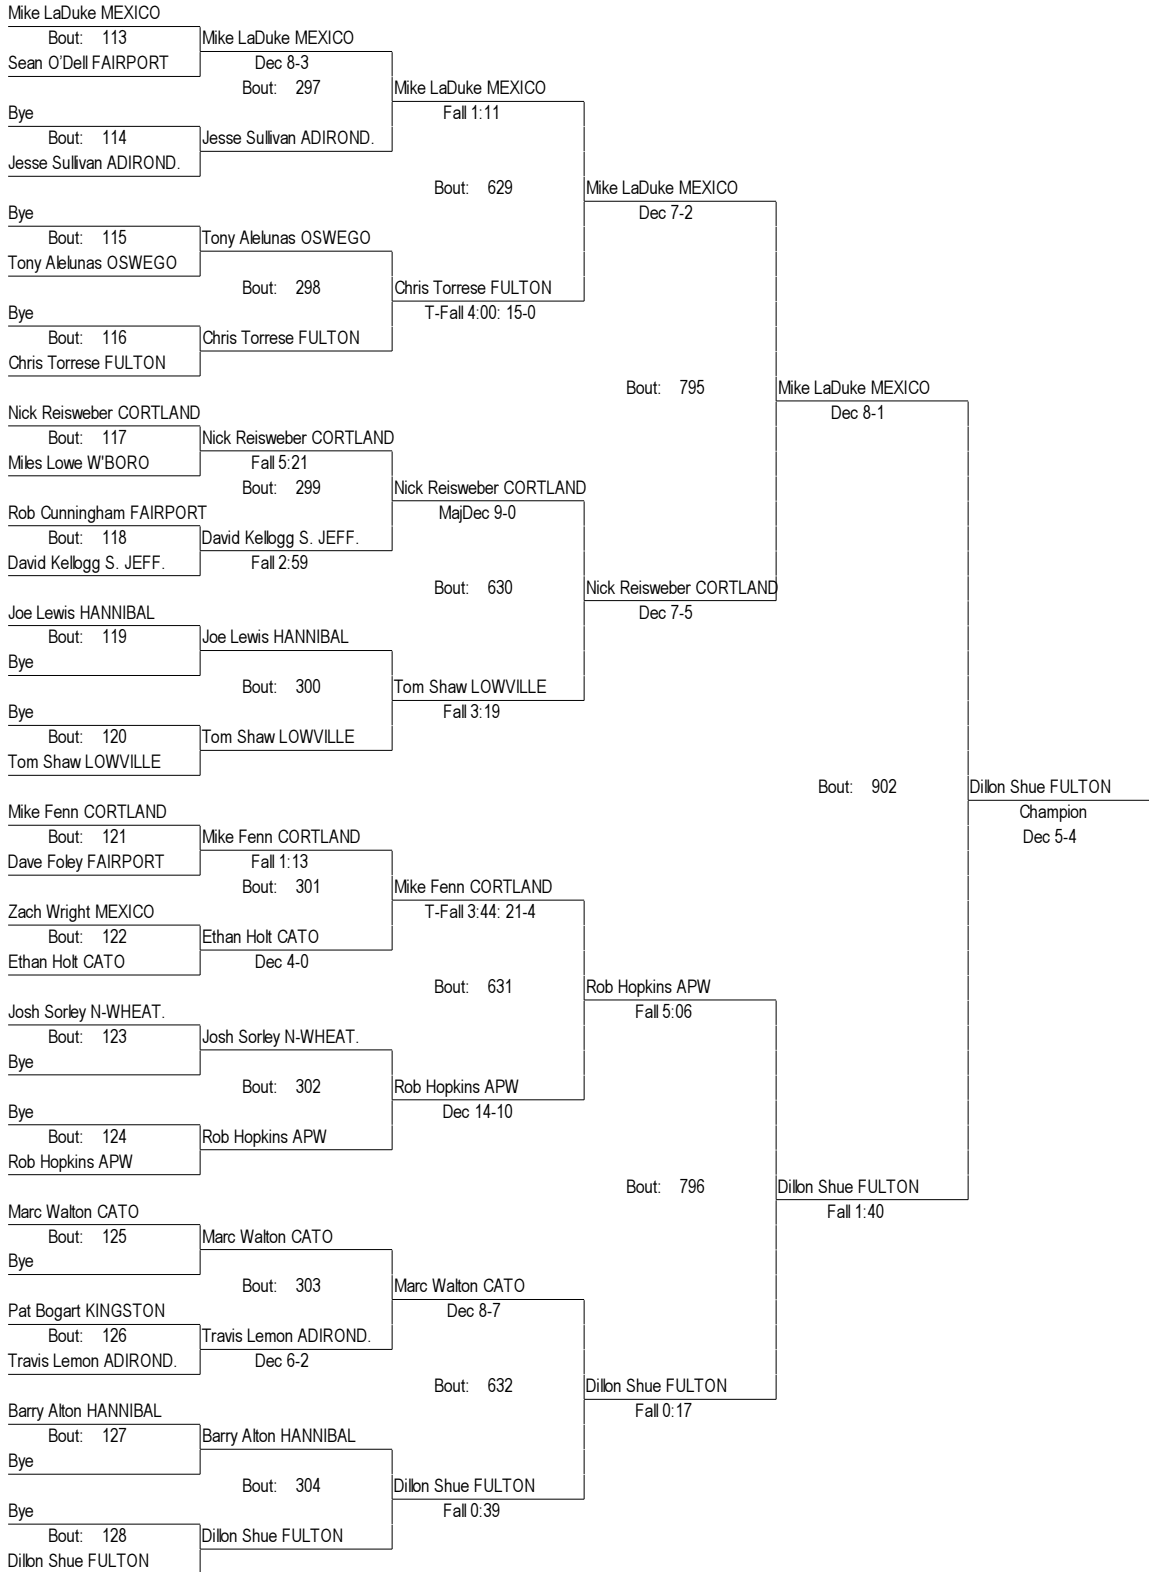 Mike LaDuke MEXICO
Bout: 113
Mike LaDuke MEXICO
Sean O'Dell FAIRPORT
Dec 8-3
Bout: 297
Mike LaDuke MEXICO
Bye
Fall 1:11
Bout: 114
Jesse Sullivan ADIROND.
Jesse Sullivan ADIROND.
Bout: 629
Mike LaDuke MEXICO
Bye
Dec 7-2
Bout: 115
Tony Alelunas OSWEGO
Tony Alelunas OSWEGO
Bout: 298
Chris Torrese FULTON
Bye
T-Fall 4:00: 15-0
Bout: 116
Chris Torrese FULTON
Chris Torrese FULTON
Bout: 795
Mike LaDuke MEXICO
Nick Reisweber CORTLAND
Dec 8-1
Bout: 117
Nick Reisweber CORTLAND
Miles Lowe W'BORO
Fall 5:21
Bout: 299
Nick Reisweber CORTLAND
Rob Cunningham FAIRPORT
MajDec 9-0
Bout: 118
David Kellogg S. JEFF.
David Kellogg S. JEFF.
Fall 2:59
Bout: 630
Nick Reisweber CORTLAND
Joe Lewis HANNIBAL
Dec 7-5
Bout: 119
Joe Lewis HANNIBAL
Bye
Bout: 300
Tom Shaw LOWVILLE
Bye
Fall 3:19
Bout: 120
Tom Shaw LOWVILLE
Tom Shaw LOWVILLE
Bout: 902
Dillon Shue FULTON
Mike Fenn CORTLAND
Champion
Bout: 121
Mike Fenn CORTLAND
Dec 5-4
Dave Foley FAIRPORT
Fall 1:13
Bout: 301
Mike Fenn CORTLAND
Zach Wright MEXICO
T-Fall 3:44: 21-4
Bout: 122
Ethan Holt CATO
Ethan Holt CATO
Dec 4-0
Bout: 631
Rob Hopkins APW
Josh Sorley N-WHEAT.
Fall 5:06
Bout: 123
Josh Sorley N-WHEAT.
Bye
Bout: 302
Rob Hopkins APW
Bye
Dec 14-10
Bout: 124
Rob Hopkins APW
Rob Hopkins APW
Bout: 796
Dillon Shue FULTON
Marc Walton CATO
Fall 1:40
Bout: 125
Marc Walton CATO
Bye
Bout: 303
Marc Walton CATO
Pat Bogart KINGSTON
Dec 8-7
Bout: 126
Travis Lemon ADIROND.
Travis Lemon ADIROND.
Dec 6-2
Bout: 632
Dillon Shue FULTON
Barry Alton HANNIBAL
Fall 0:17
Bout: 127
Barry Alton HANNIBAL
Bye
Bout: 304
Dillon Shue FULTON
Bye
Fall 0:39
Bout: 128
Dillon Shue FULTON
Dillon Shue FULTON